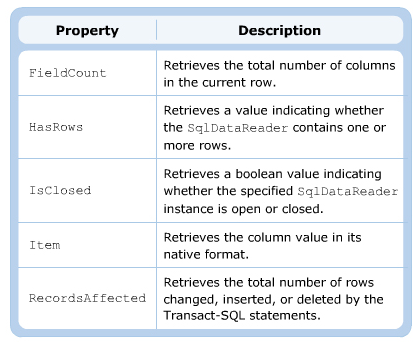 Property Description
FieldCount Retrieves the total number of columns
in the current row.
HasRows Retrieves a value indicating whether
the SqlDataReader contains one or
more rows.
IsClosed Retrieves a boolean value indicating
whether the specified SqlDataReader
instance is open or closed.
Item Retrieves the column value in its
native format.
RecordsAffected Retrieves the total number of rows
changed, inserted, or deleted by the
Transact-SQL statements.